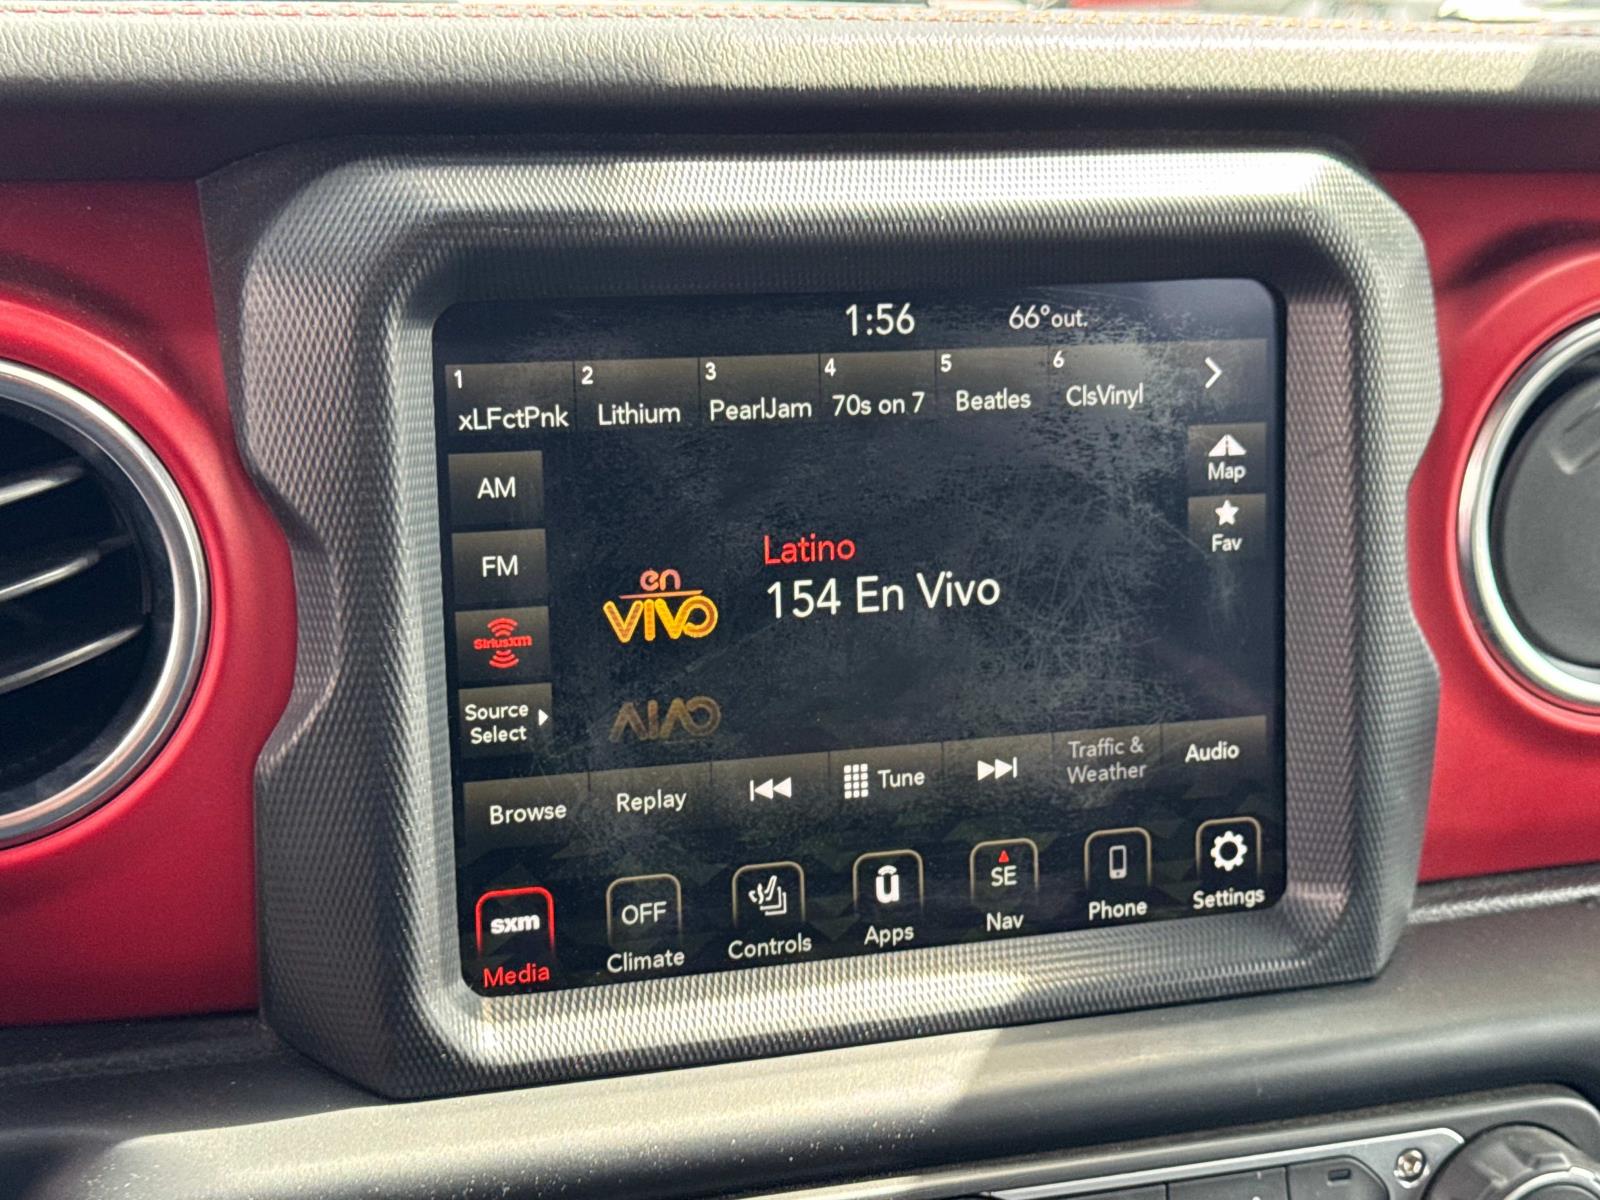 1:56 66°out.
1 2 3 4 5 6
xLFctPnk Lithium PearlJam 70s on 7 Beatles ClsVinyl
AM
Map
FM
Fav
Latino
en
VIVO
154 En Vivo
SiriusXM
Source
Select
Browse Replay Tune Traffic &
Weather Audio
sxm OFF SE
Media Climate Controls Apps Nav Phone Settings